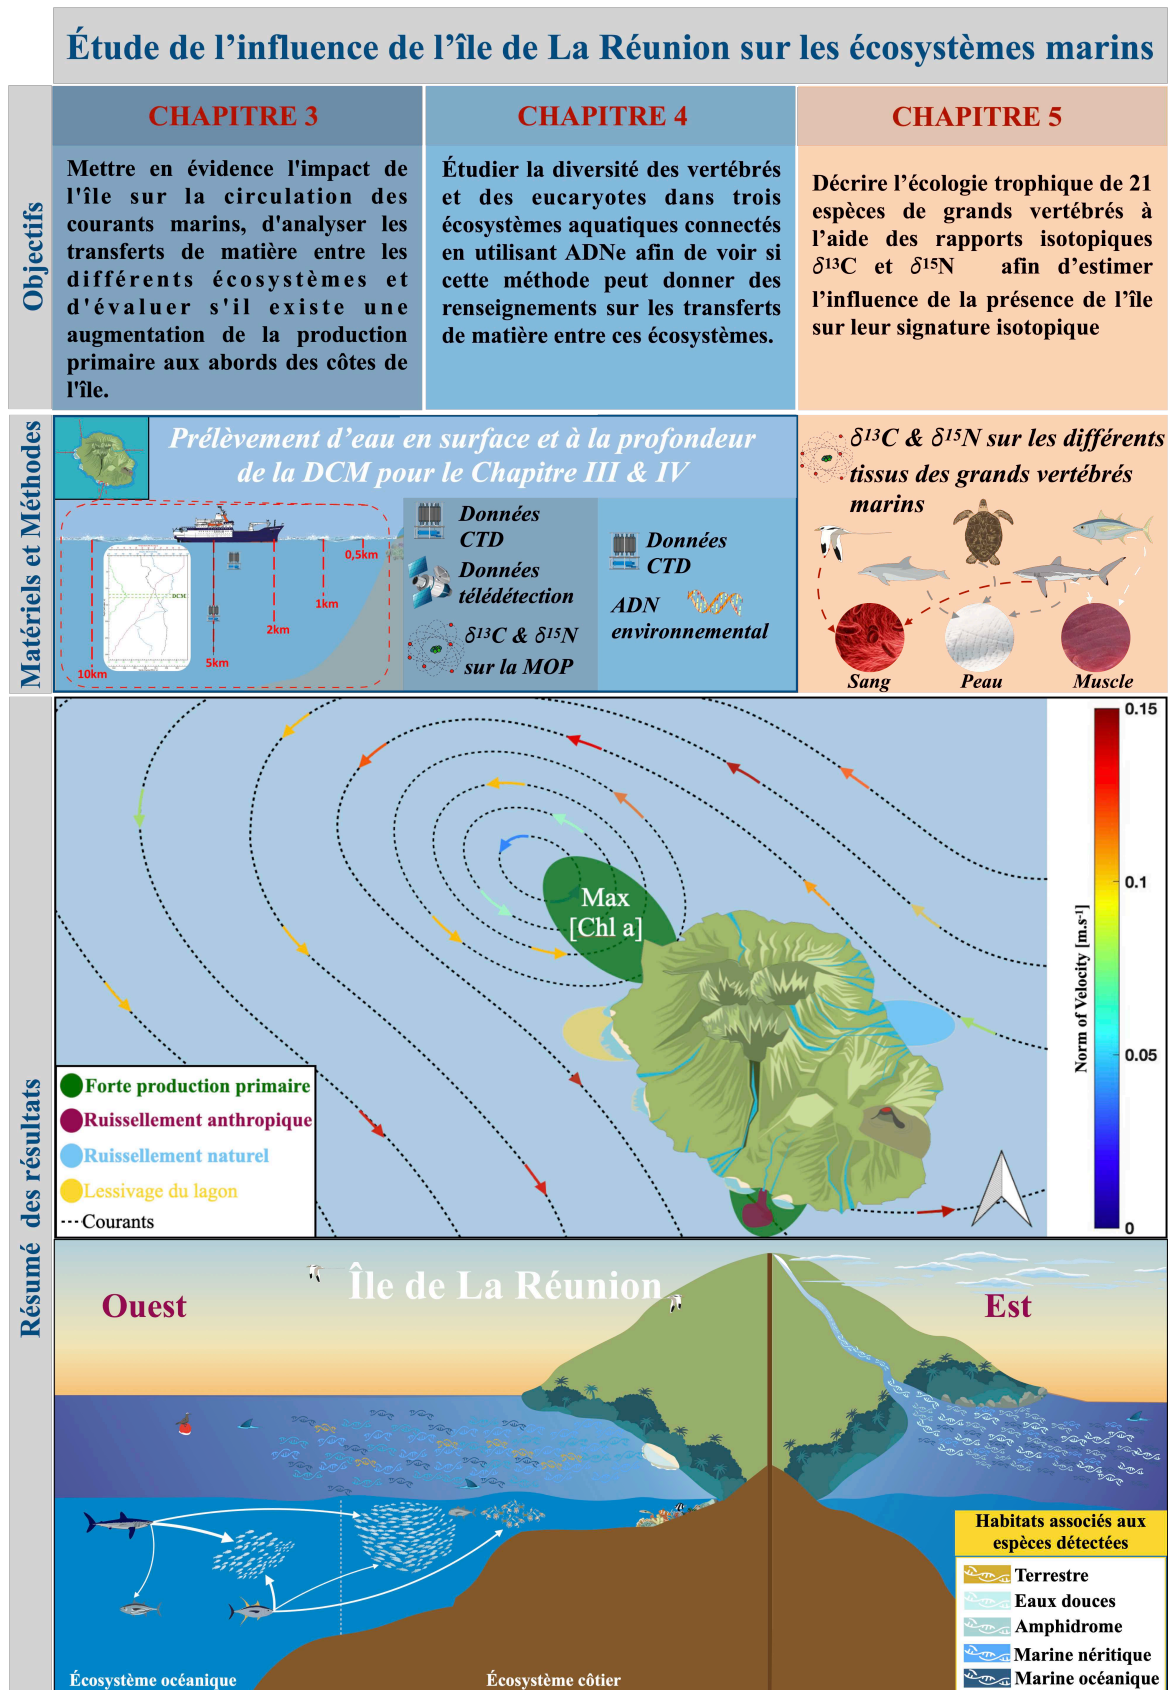 Étude de l’influence de l’île de La Réunion sur les écosystèmes marins
Objectifs
CHAPITRE 3
Mettre en évidence l'impact de
l'île sur la circulation des
courants marins, d'analyser les
transferts de matière entre les
différents écosystèmes et
d'évaluer s'il existe une
augmentation de la production
primaire aux abords des côtes de
l'île.
CHAPITRE 4
Étudier la diversité des vertébrés
et des eucaryotes dans trois
écosystèmes aquatiques connectés
en utilisant ADNe afin de voir si
cette méthode peut donner des
renseignements sur les transferts
de matière entre ces écosystèmes.
CHAPITRE 5
Décrire l’écologie trophique de 21
espèces de grands vertébrés à
l’aide des rapports isotopiques
δ¹³C et δ¹⁵N afin d’estimer
l’influence de la présence de l’île
sur leur signature isotopique
Matériels et Méthodes
Prélèvement d’eau en surface et à la profondeur
de la DCM pour le Chapitre III & IV
DCM
10km
5km
2km
1km
0,5km
Données
CTD
Données
télédétection
δ¹³C & δ¹⁵N
sur la MOP
Données
CTD
ADN
environnemental
δ¹³C & δ¹⁵N sur les différents
tissus des grands vertébrés
marins
Sang
Peau
Muscle
Résumé des résultats
Max
[Chl a]
Forte production primaire
Ruissellement anthropique
Ruissellement naturel
Lessivage du lagon
Courants
0.15
0.1
0.05
0
Norm of Velocity [m.s⁻¹]
Île de La Réunion
Ouest
Est
Écosystème océanique
Écosystème côtier
Habitats associés aux
espèces détectées
Terrestre
Eaux douces
Amphidrome
Marine néritique
Marine océanique